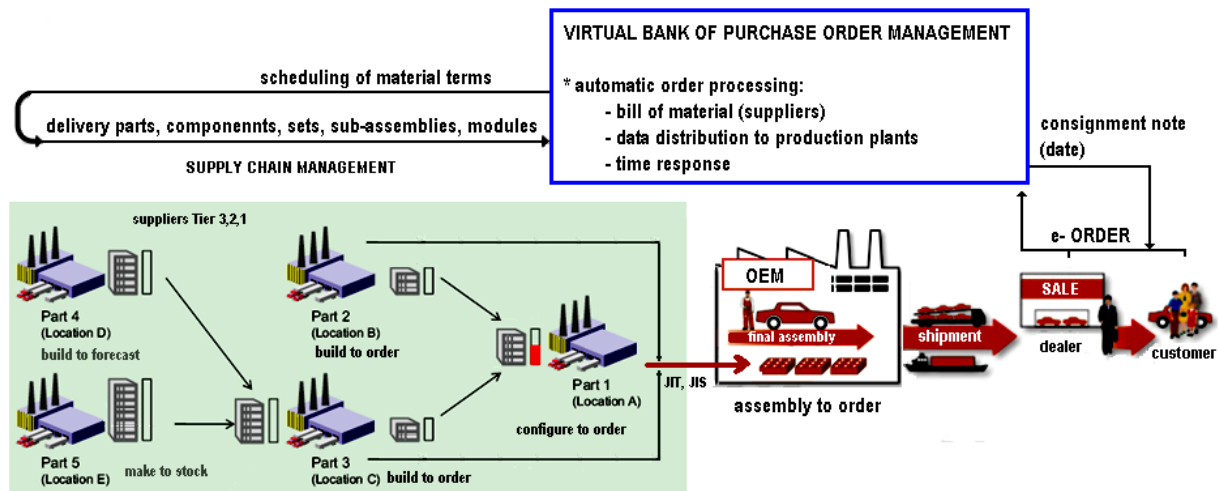 VIRTUAL BANK OF PURCHASE ORDER MANAGEMENT
* automatic order processing:
- bill of material (suppliers)
- data distribution to production plants
- time response
scheduling of material terms
delivery parts, componennts, sets, sub-assemblies, modules
SUPPLY CHAIN MANAGEMENT
consignment note
(date)
e- ORDER
suppliers Tier 3,2,1
Part 4
(Location D)
build to forecast
Part 2
(Location B)
build to order
Part 1
(Location A)
configure to order
Part 5
(Location E)
make to stock
Part 3
(Location C)
build to order
JIT, JIS
OEM
final assembly
assembly to order
shipment
SALE
dealer
customer